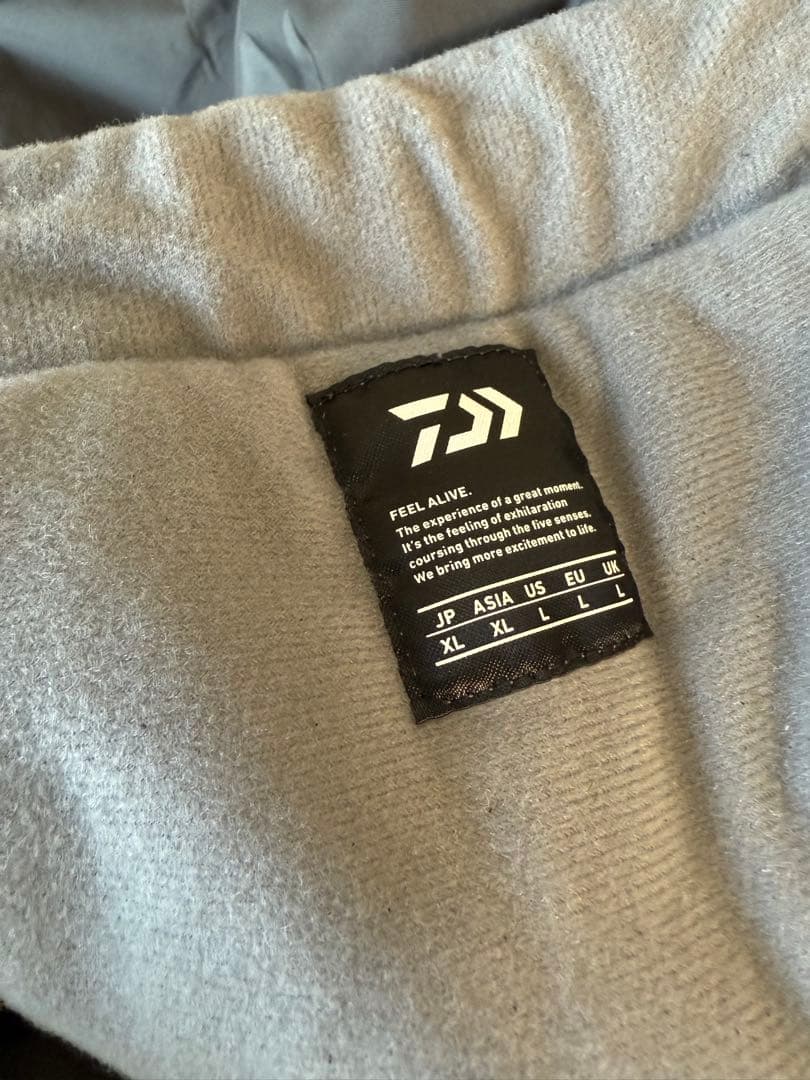 FEEL ALIVE.
The experience of a great moment.
It's the feeling of exhilaration
coursing through the five senses.
We bring more excitement to life.
JP ASIA US EU UK
XL XL L L L